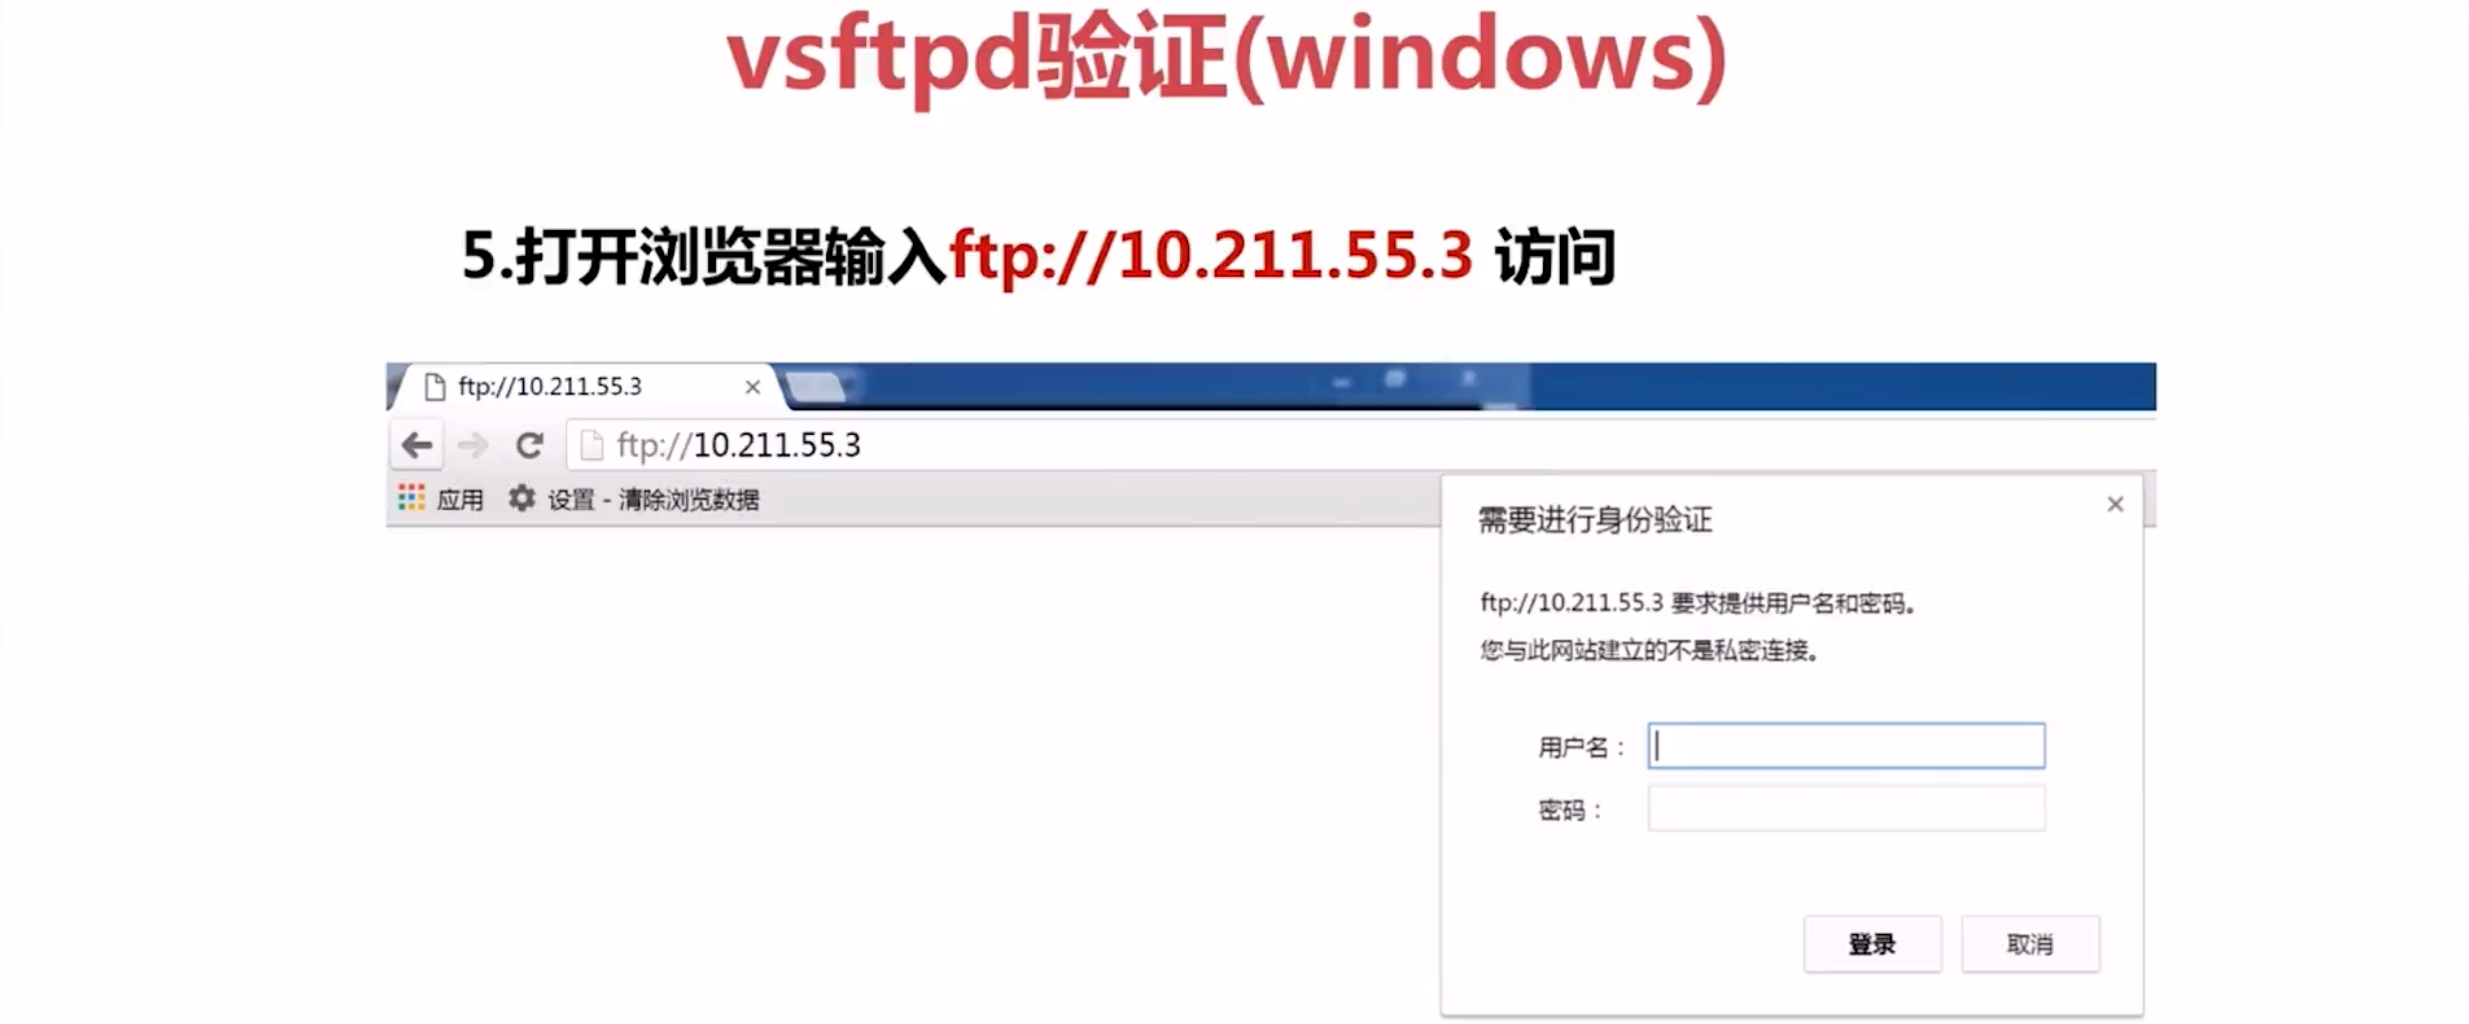 vsftpd验证(windows)
5.打开浏览器输入ftp://10.211.55.3 访问
ftp://10.211.55.3
ftp://10.211.55.3
应用 设置 - 清除浏览数据
需要进行身份验证
ftp://10.211.55.3 要求提供用户名和密码。
您与此网站建立的不是私密连接。
用户名：
密码：
登录 取消